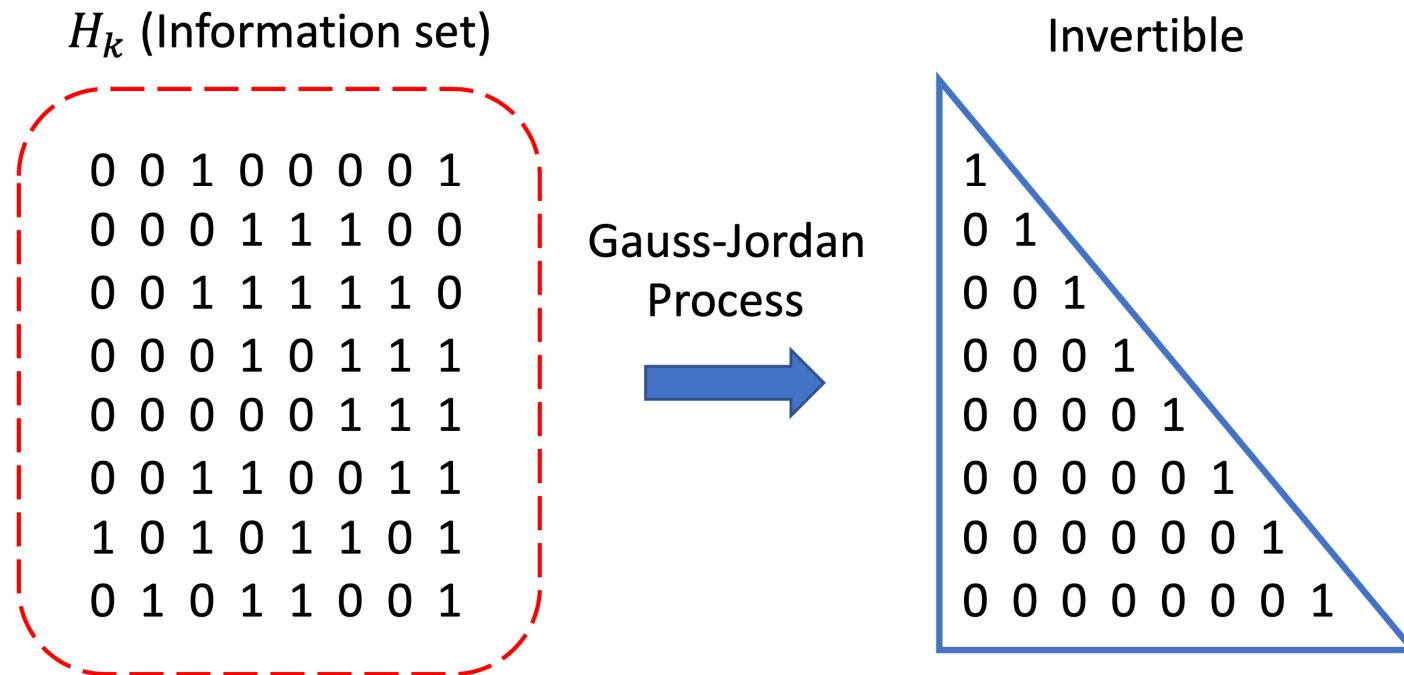 H_k (Information set)
0 0 1 0 0 0 0 1
0 0 0 1 1 1 0 0
0 0 1 1 1 1 1 0
0 0 0 1 0 1 1 1
0 0 0 0 0 1 1 1
0 0 1 1 0 0 1 1
1 0 1 0 1 1 0 1
0 1 0 1 1 0 0 1
Gauss-Jordan
Process
Invertible
1
0 1
0 0 1
0 0 0 1
0 0 0 0 1
0 0 0 0 0 1
0 0 0 0 0 0 1
0 0 0 0 0 0 0 1